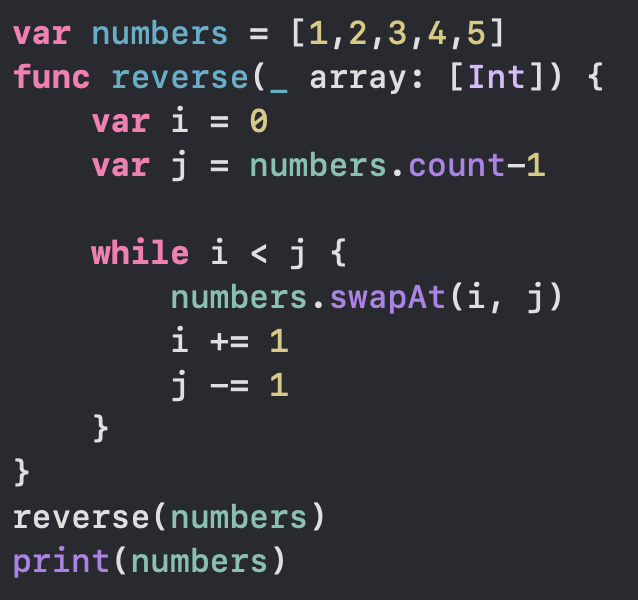 var numbers = [1,2,3,4,5]
func reverse(_ array: [Int]) {
    var i = 0
    var j = numbers.count-1

    while i < j {
        numbers.swapAt(i, j)
        i += 1
        j -= 1
    }
}
reverse(numbers)
print(numbers)